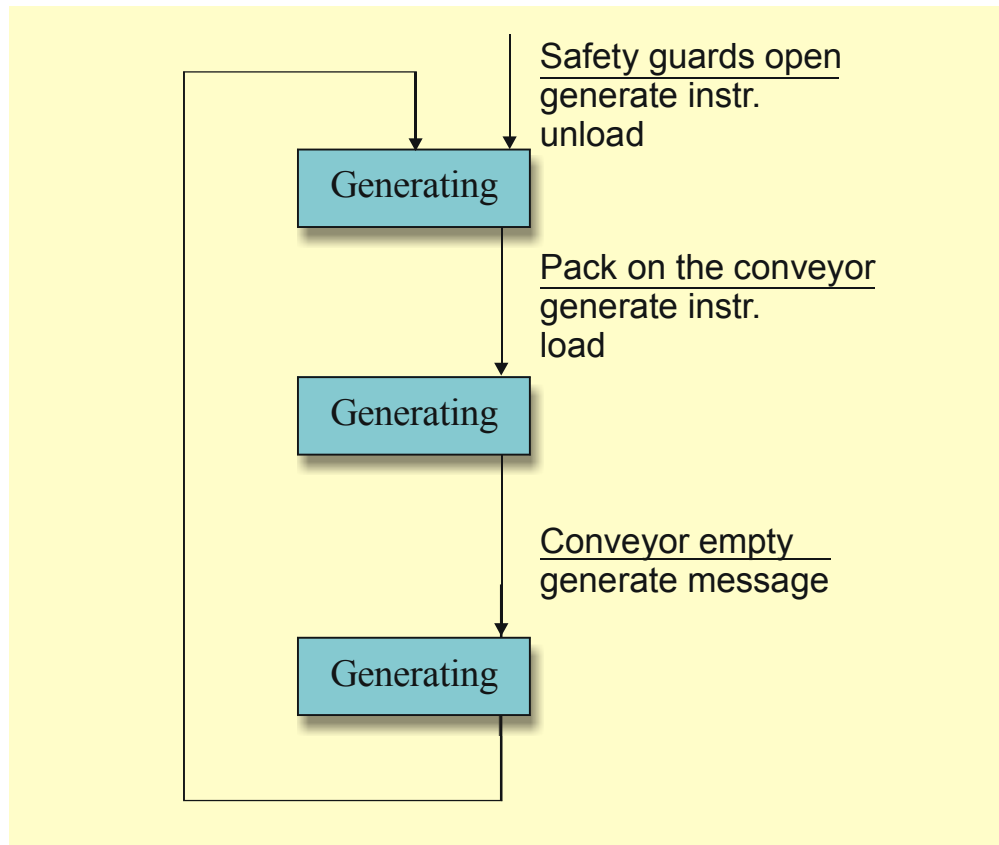 Safety guards open
generate instr.
unload
Generating
Pack on the conveyor
generate instr.
load
Generating
Conveyor empty
generate message
Generating